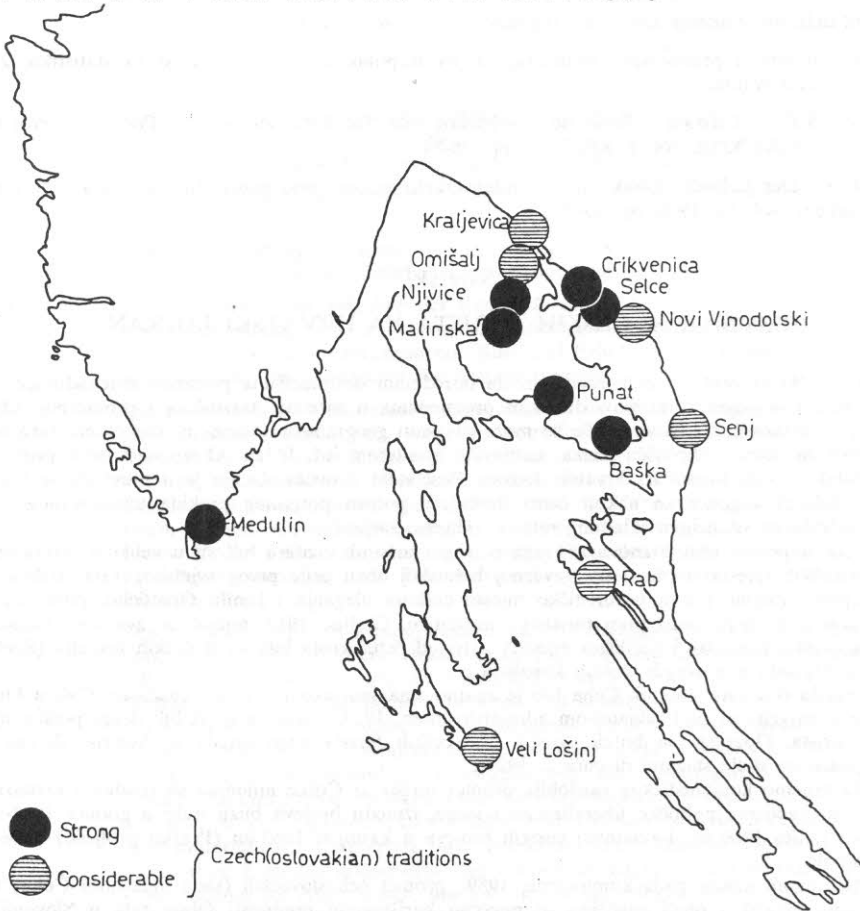 Kraljevica
Omišalj
Njivice
Malinska
Crikvenica
Selce
Novi Vinodolski
Punat
Senj
Baška
Medulin
Rab
Veli Lošinj
Strong
Considerable
Czech(oslovakian) traditions